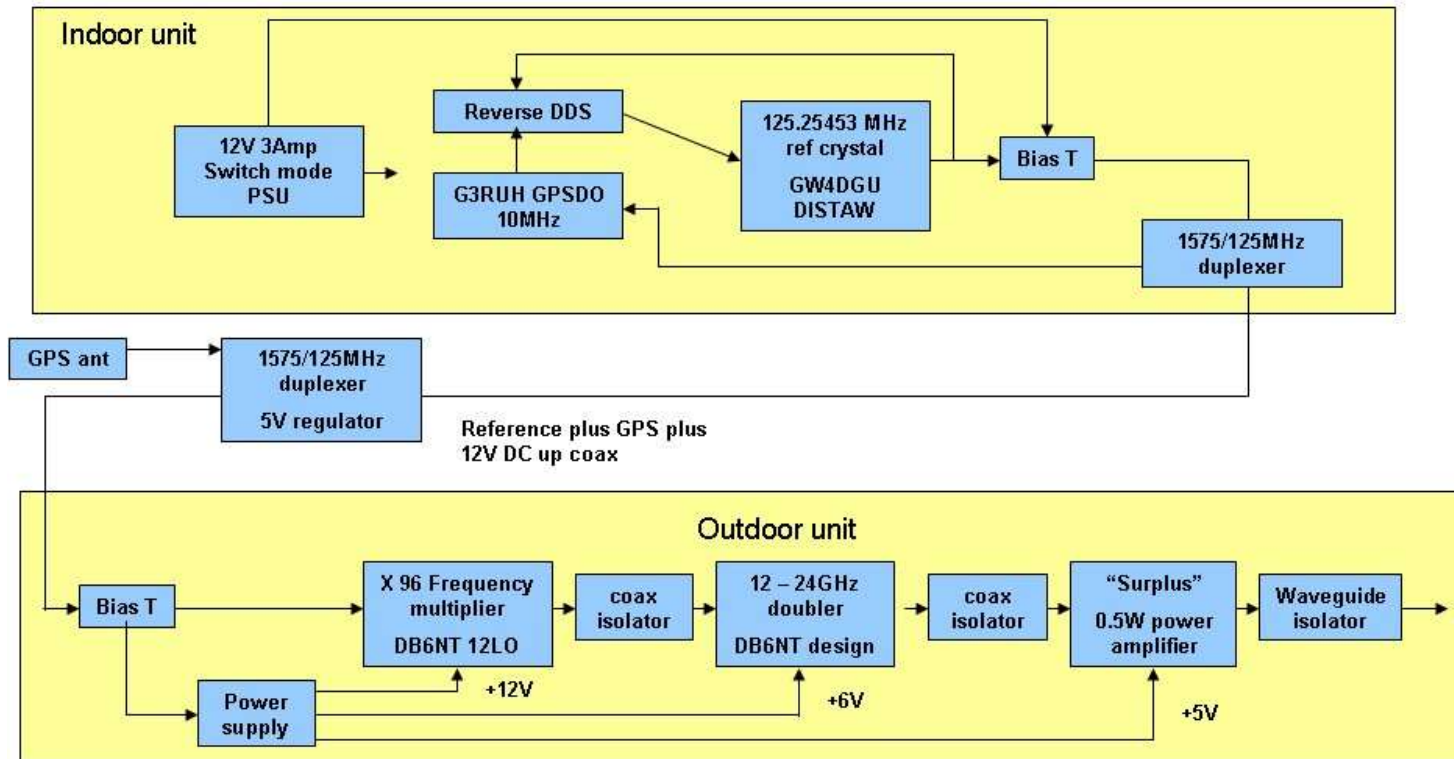 Indoor unit
12V 3Amp
Switch mode
PSU
Reverse DDS
G3RUH GPSDO
10MHz
125.25453 MHz
ref crystal
GW4DGU
DISTAW
Bias T
1575/125MHz
duplexer
GPS ant
1575/125MHz
duplexer
5V regulator
Reference plus GPS plus
12V DC up coax
Outdoor unit
Bias T
X 96 Frequency
multiplier
DB6NT 12LO
coax
isolator
12 – 24GHz
doubler
DB6NT design
coax
isolator
“Surplus”
0.5W power
amplifier
Waveguide
isolator
Power
supply
+12V
+6V
+5V